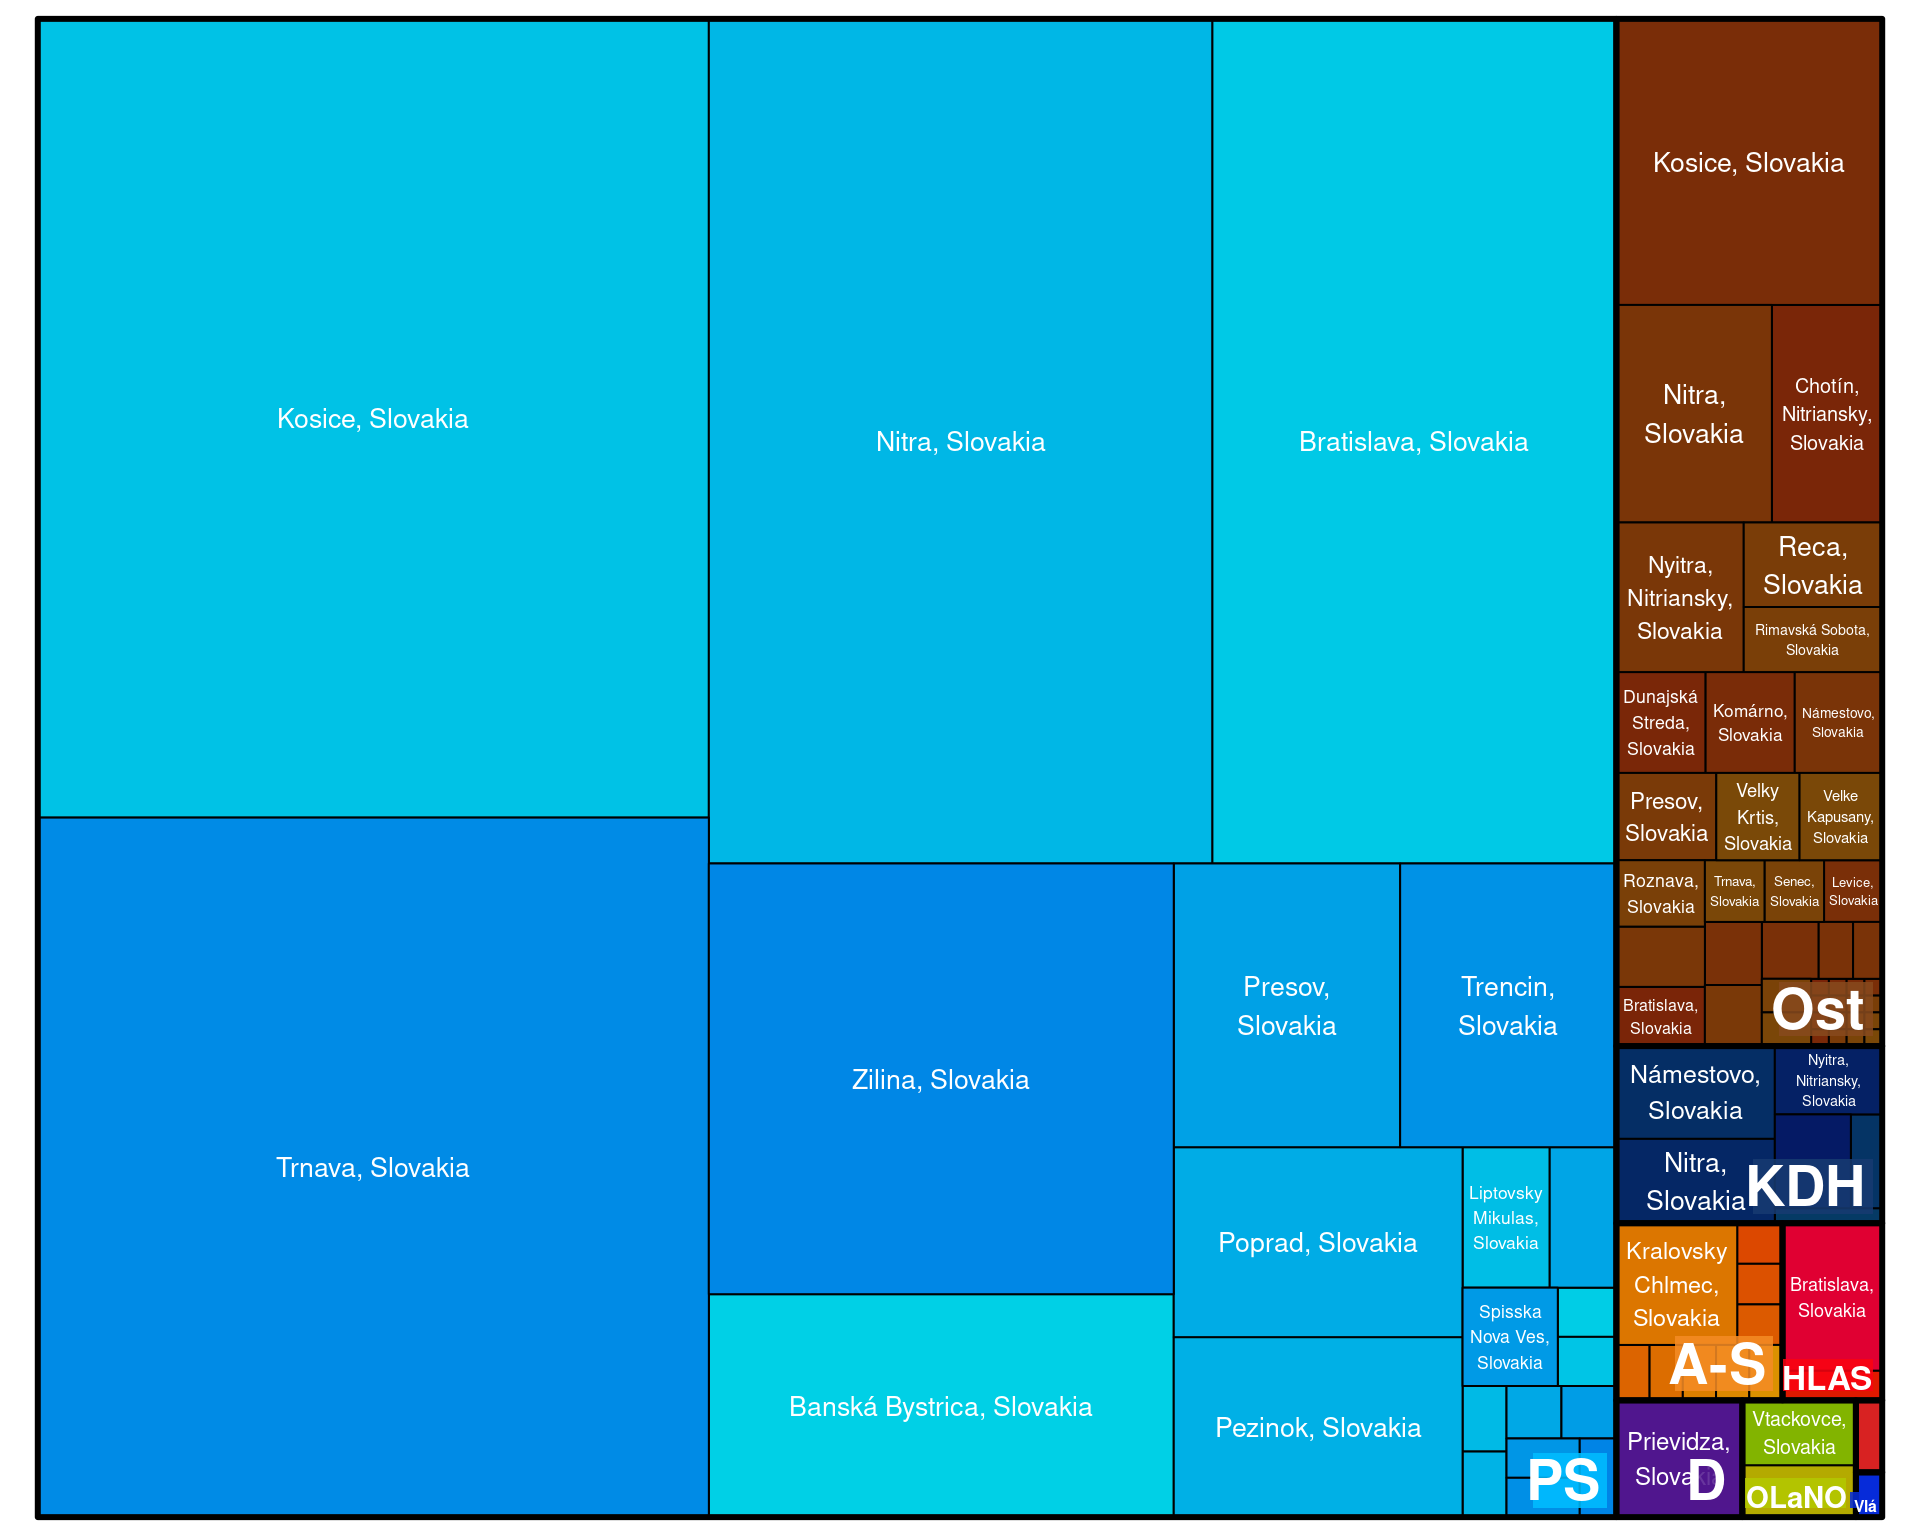 Kosice, Slovakia
Nitra, Slovakia
Bratislava, Slovakia
Trnava, Slovakia
Zilina, Slovakia
Banská Bystrica, Slovakia
Presov,
Slovakia
Trencin,
Slovakia
Poprad, Slovakia
Pezinok, Slovakia
Liptovsky
Mikulas,
Slovakia
Spisska
Nova Ves,
Slovakia
PS
Kosice, Slovakia
Nitra,
Slovakia
Chotín,
Nitriansky,
Slovakia
Nyitra,
Nitriansky,
Slovakia
Reca,
Slovakia
Rimavská Sobota,
Slovakia
Dunajská
Streda,
Slovakia
Komárno,
Slovakia
Námestovo,
Slovakia
Presov,
Slovakia
Velky
Krtis,
Slovakia
Velke
Kapusany,
Slovakia
Roznava,
Slovakia
Trnava,
Slovakia
Senec,
Slovakia
Levice,
Slovakia
Bratislava,
Slovakia
Ost
Námestovo,
Slovakia
Nyitra,
Nitriansky,
Slovakia
Nitra,
Slovakia
KDH
Kralovsky
Chlmec,
Slovakia
A-S
Bratislava,
Slovakia
HLAS
Prievidza,
Slovakia
D
Vtackovce,
Slovakia
OLaNO
Vlá